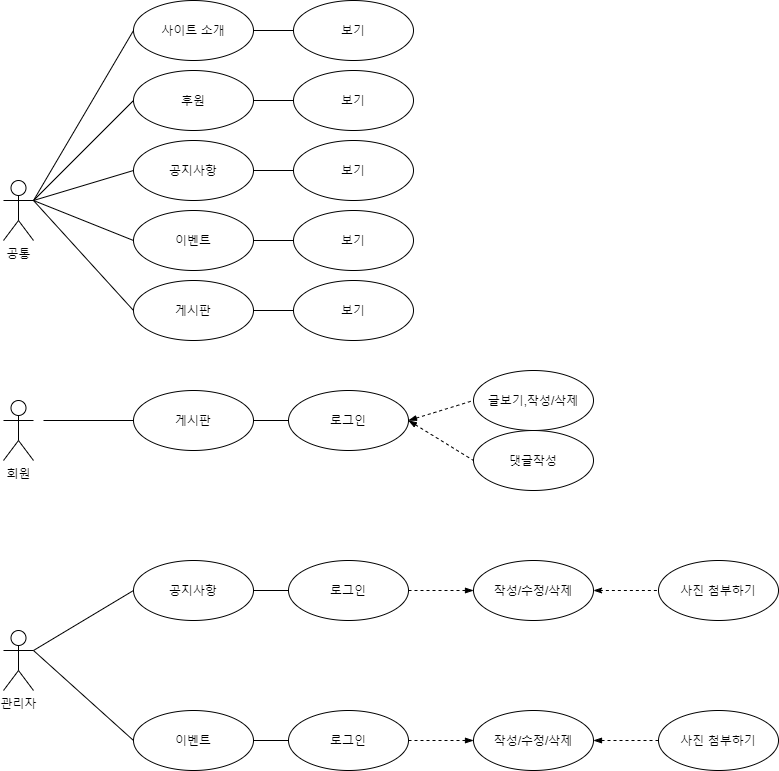 사이트 소개
보기
후원
보기
공지사항
보기
공통
이벤트
보기
게시판
보기
회원
게시판
로그인
글보기,작성/삭제
댓글작성
관리자
공지사항
로그인
작성/수정/삭제
사진 첨부하기
이벤트
로그인
작성/수정/삭제
사진 첨부하기